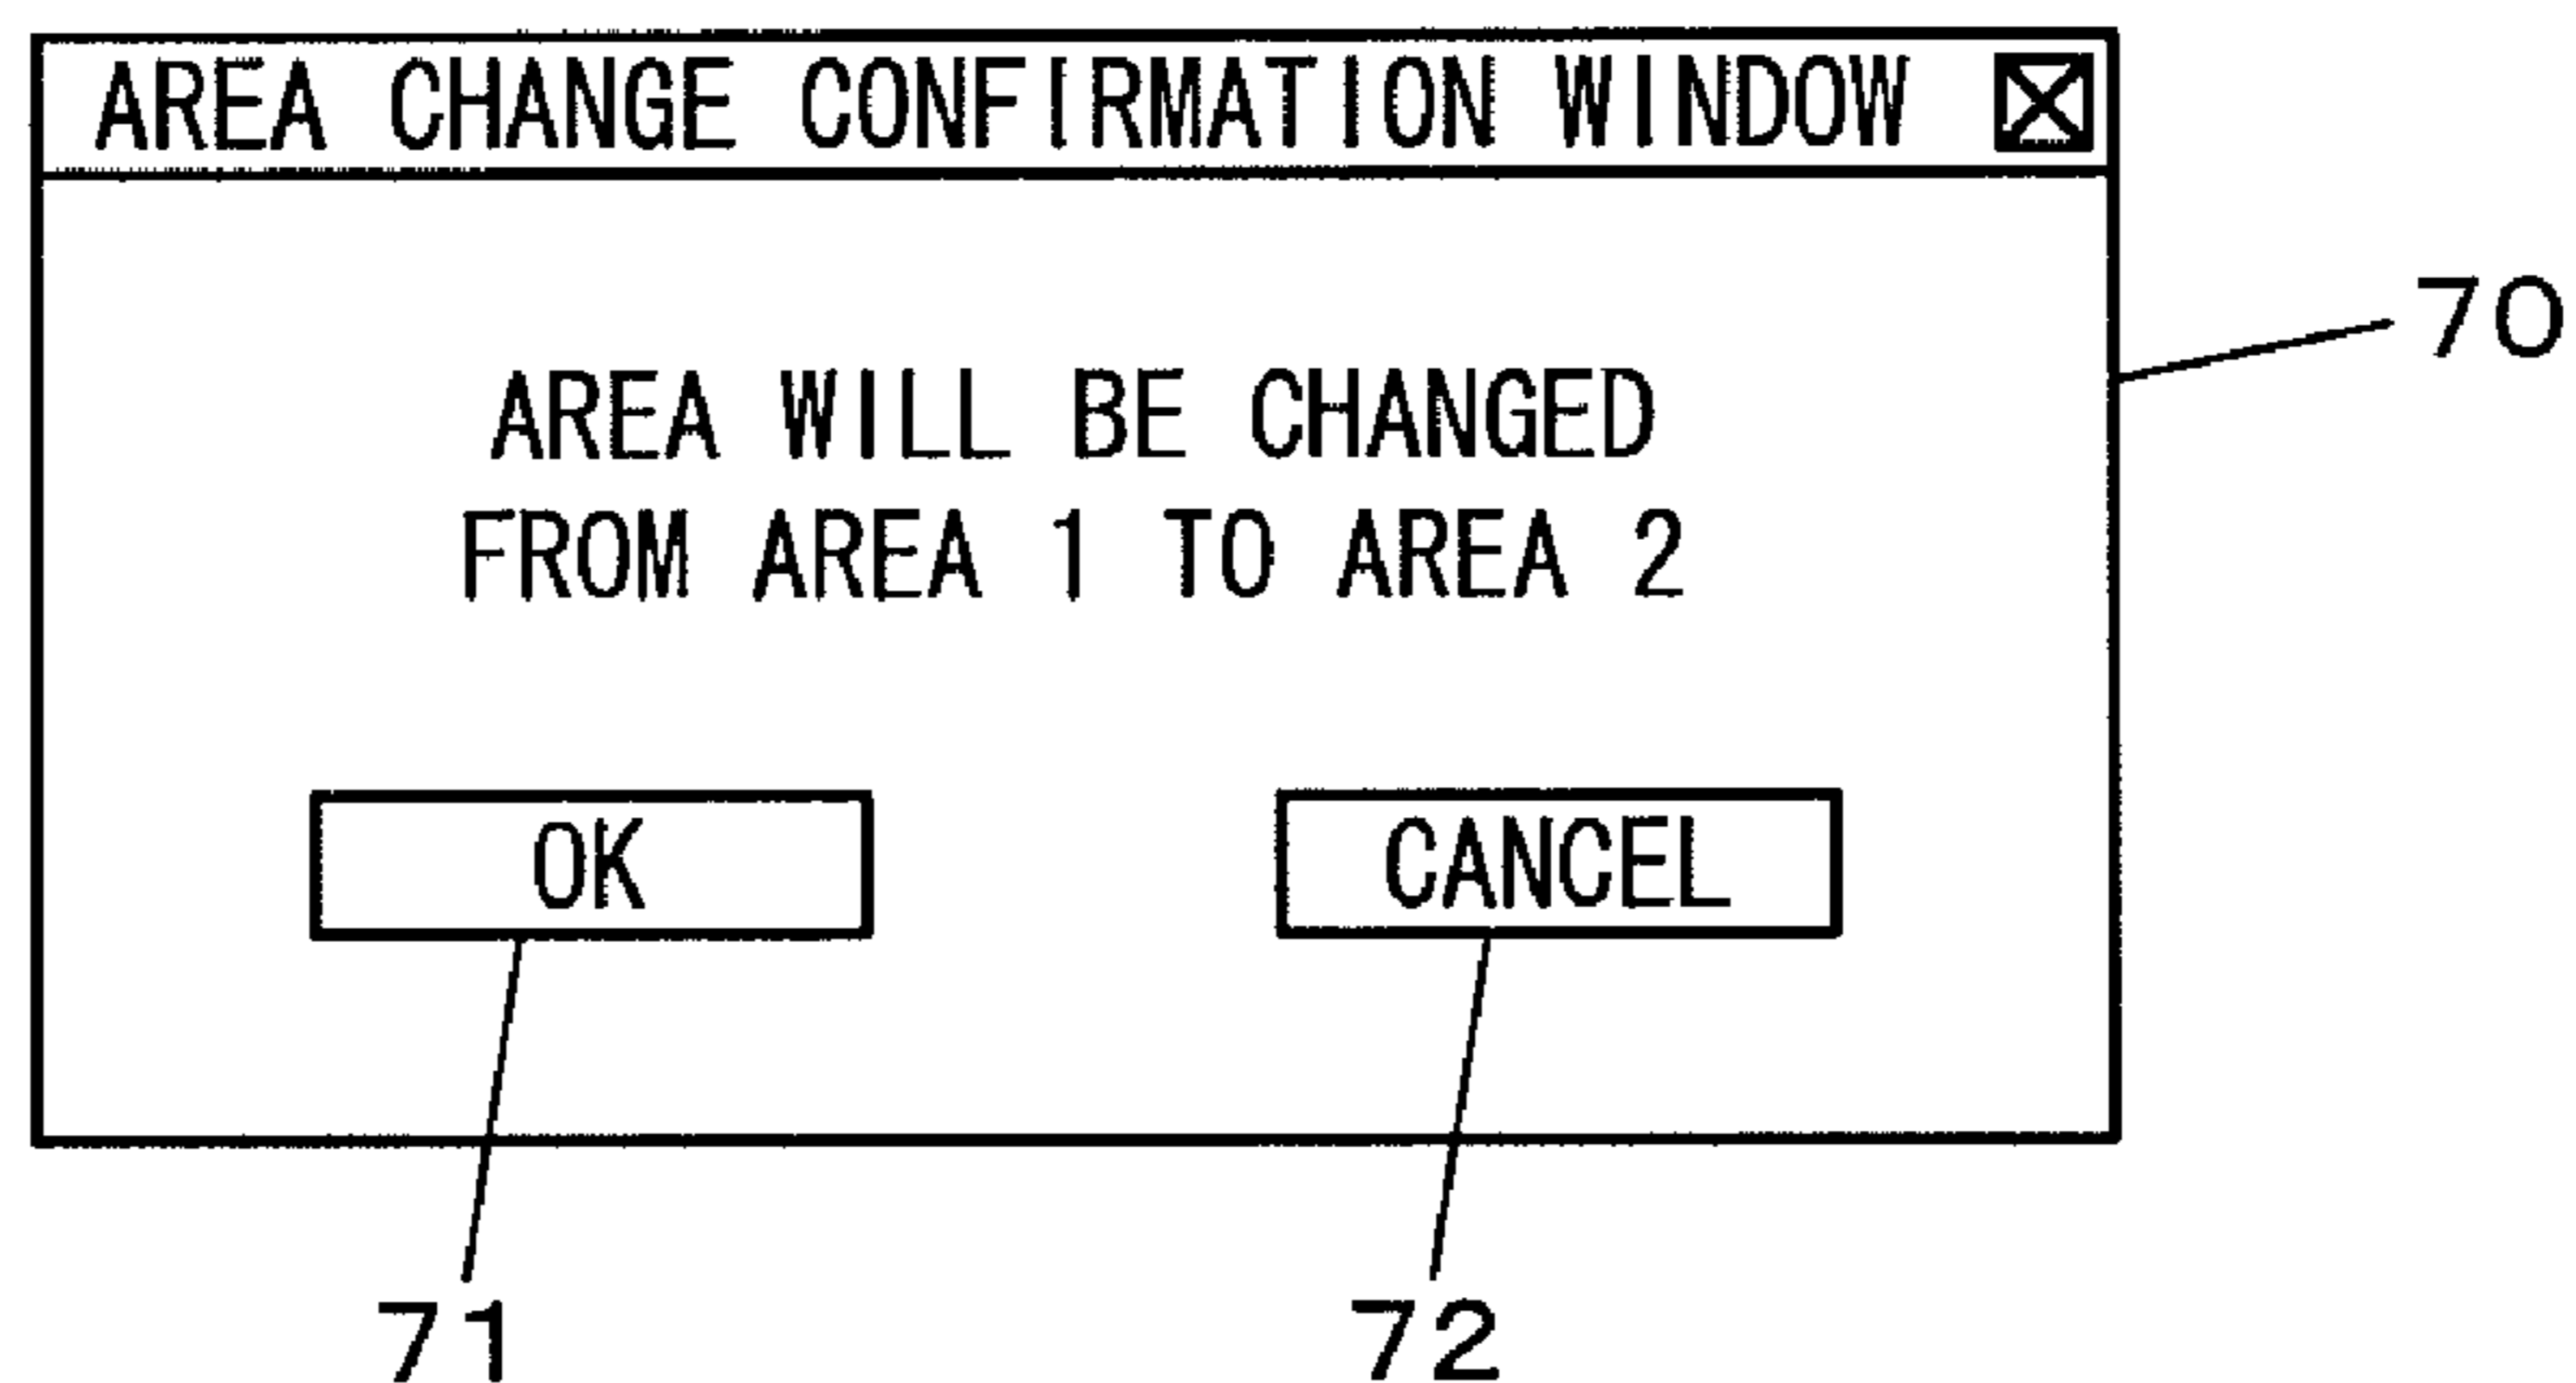 AREA CHANGE CONFIRMATION WINDOW
70
AREA WILL BE CHANGED
FROM AREA 1 TO AREA 2
OK
CANCEL
71
72